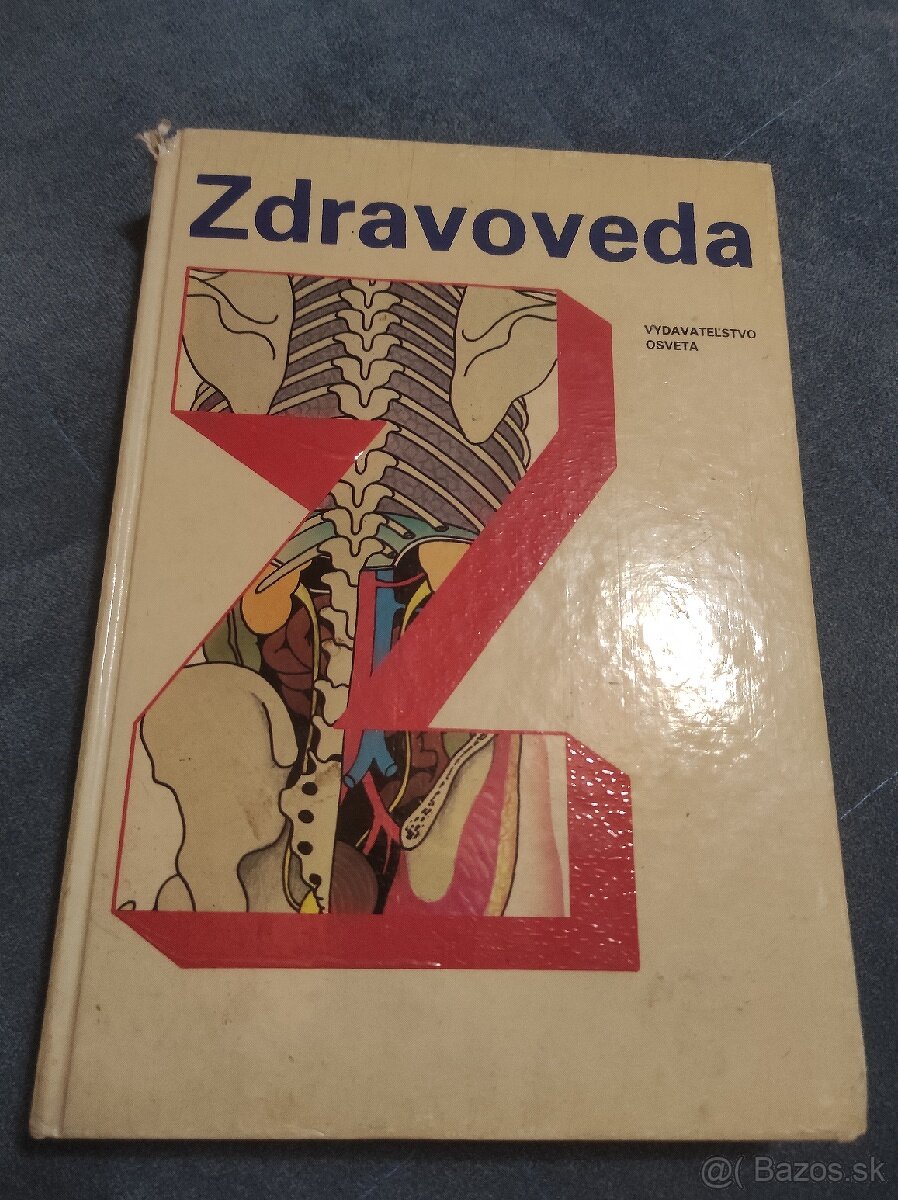 Zdravoveda
VYDAVATEĽSTVO
OSVETA
@( Bazos.sk